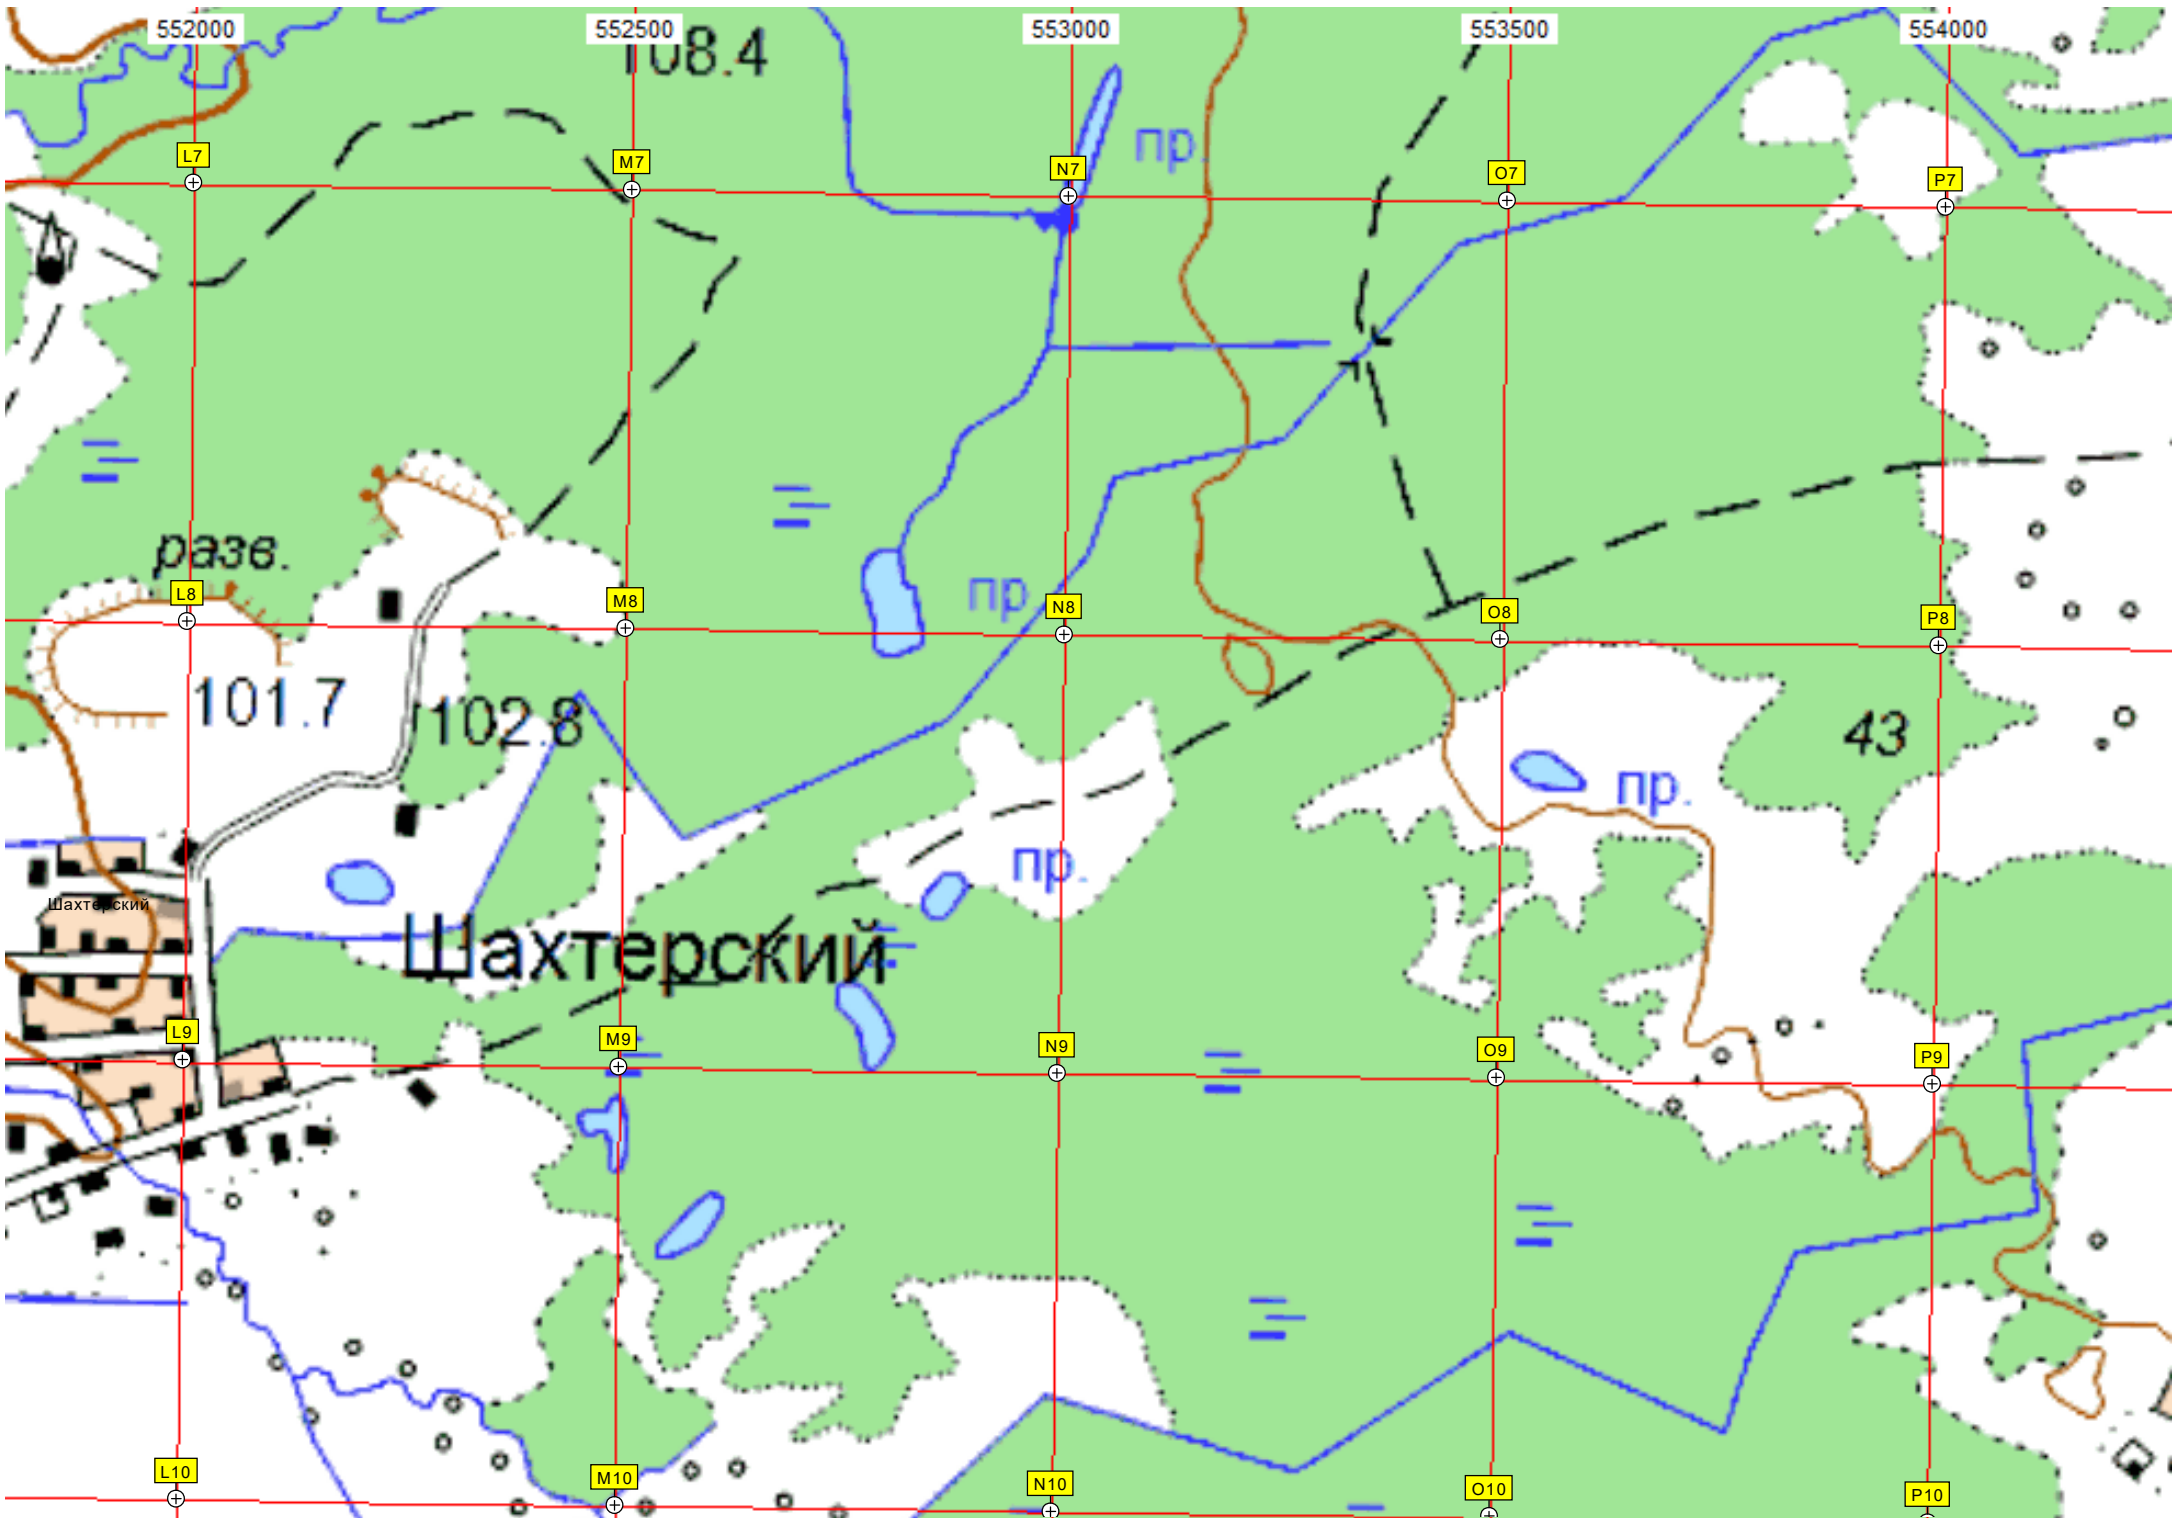 552000 552500 553000 553500 554000
108.4
пр.
L7 M7 N7 O7 P7
разв.
пр.
L8 M8 N8 O8 P8
101.7
102.8
43
пр.
пр.
Шахтерский
Шахтерский
L9 M9 N9 O9 P9
L10 M10 N10 O10 P10